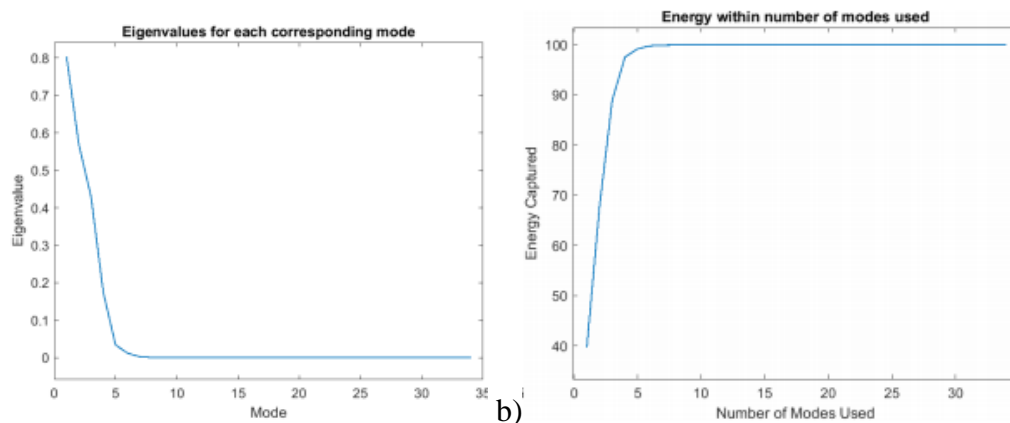 Eigenvalues for each corresponding mode
0.8
0.7
0.6
0.5
0.4
0.3
0.2
0.1
0
Eigenvalue
0 5 10 15 20 25 30 35
Mode
b)
Energy within number of modes used
100
90
80
70
60
50
40
Energy Captured
0 5 10 15 20 25 30
Number of Modes Used